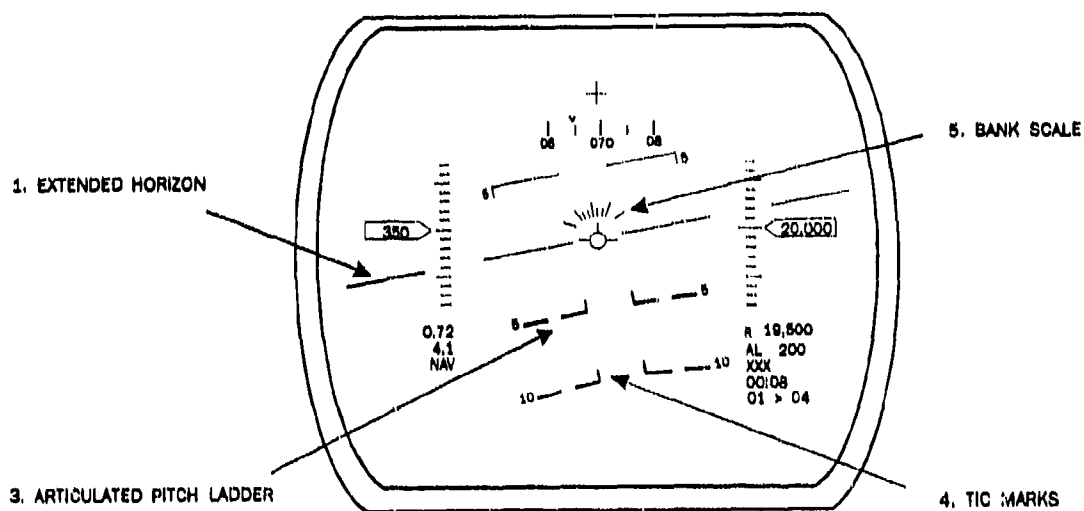 06 070 08
5. BANK SCALE
5 5
1. EXTENDED HORIZON
350
20,000
5 5
0.72
4.1
NAV
R 19,500
AL 200
XXX
00:08
01 > 04
10 10
3. ARTICULATED PITCH LADDER
4. TIC MARKS